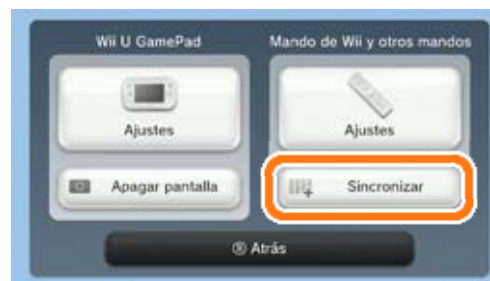 Wii U GamePad
Mando de Wii y otros mandos
Ajustes
Ajustes
Apagar pantalla
Sincronizar
Ⓑ Atrás